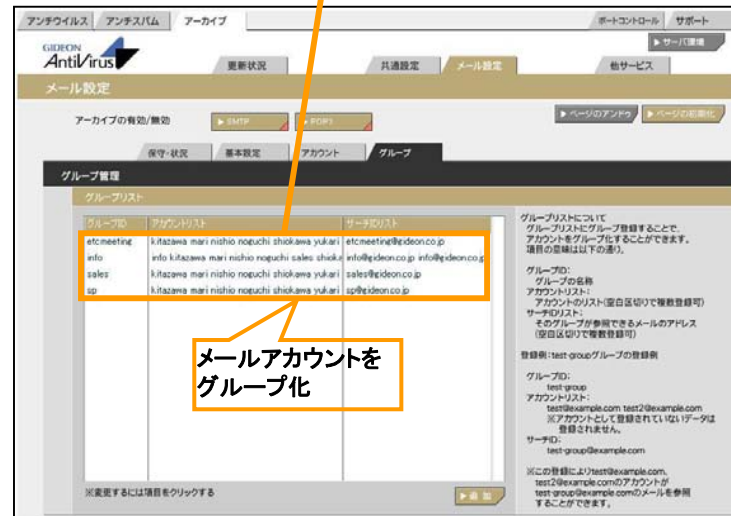 アンチウイルス アンチスパム アーカイブ ポートコントロール サポート
GIDEON
AntiVirus
▶ サーバ環境
更新状況 共通設定 メール設定 他サービス
メール設定
アーカイブの有効/無効 ▶ SMTP ▶ POP3 ▶ ページのアンドゥ ▶ ページの初期化
保守・状況 基本設定 アカウント グループ
グループ管理
グループリスト
グループID アカウントリスト サーチIDリスト
etcmeeting kitazawa mari nishio noguchi shiokawa yukari etcmeeting@gideon.co.jp
info info kitazawa mari nishio noguchi sales shioka info@gideon.co.jp info@gideon.co.jp
sales kitazawa mari nishio noguchi shiokawa yukari sales@gideon.co.jp
sp kitazawa mari nishio noguchi shiokawa yukari sp@gideon.co.jp
メールアカウントを
グループ化
※変更するには項目をクリックする
▶ 追 加
グループリストについて
グループリストにグループ登録することで、
アカウントをグループ化することができます。
項目の意味は以下の通り。
グループID:
グループの名称
アカウントリスト:
アカウントのリスト(空白区切りで複数登録可)
サーチIDリスト:
そのグループが参照できるメールのアドレス
(空白区切りで複数登録可)
登録例:test-groupグループの登録例
グループID:
test-group
アカウントリスト:
test@example.com test2@example.com
※アカウントとして登録されていないデータは
登録されません。
サーチID:
test-group@example.com
※この登録によりtest@example.com,
test2@example.comのアカウントが
test-group@example.comのメールを参照
することができます。